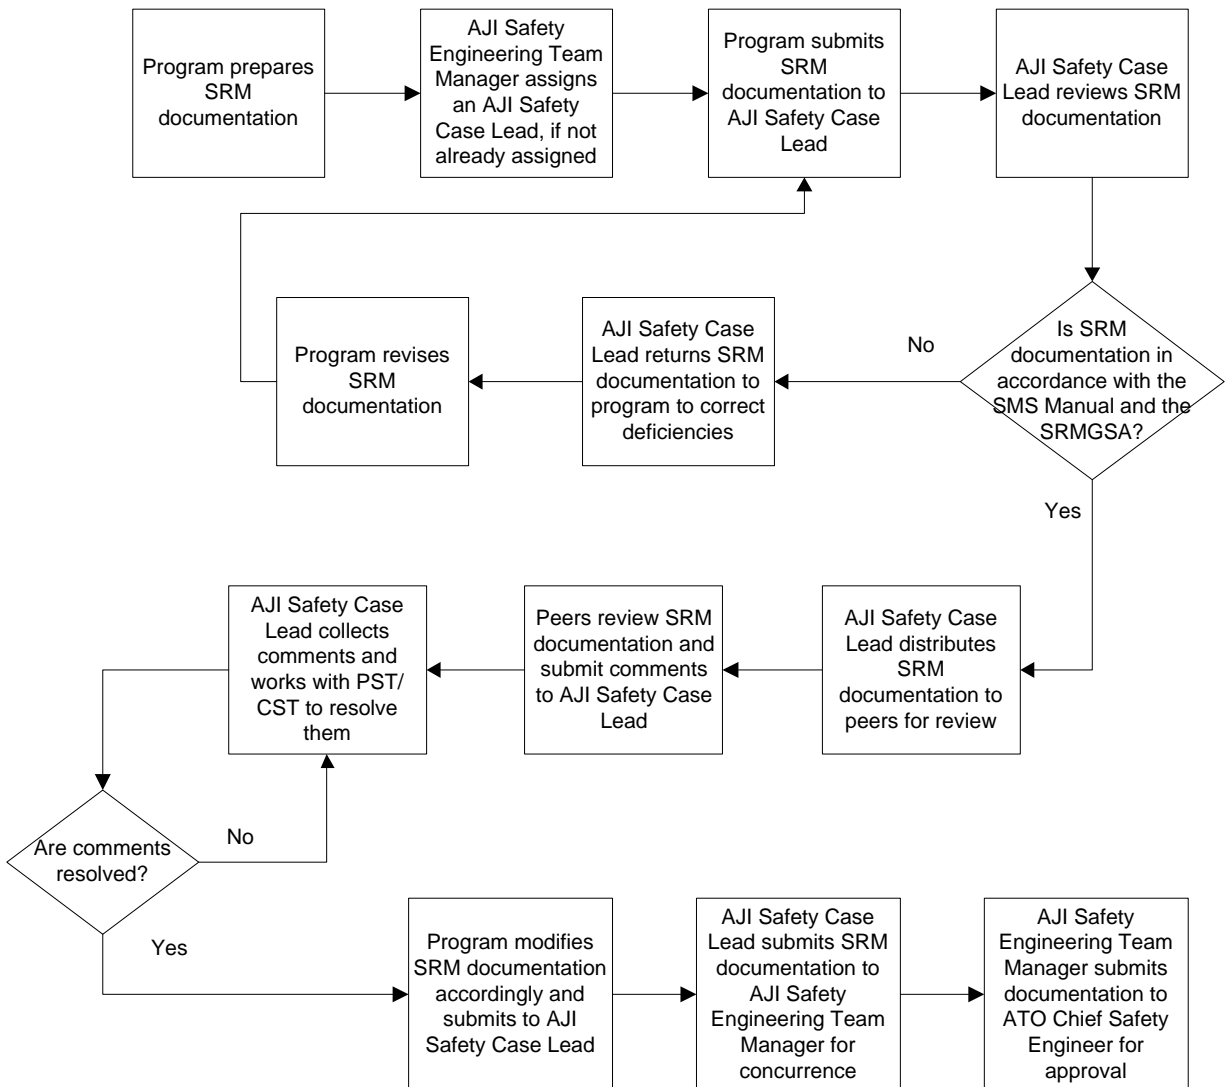 Program prepares
SRM
documentation
AJI Safety
Engineering Team
Manager assigns
an AJI Safety
Case Lead, if not
already assigned
Program submits
SRM
documentation to
AJI Safety Case
Lead
AJI Safety Case
Lead reviews SRM
documentation
Is SRM
documentation in
accordance with the
SMS Manual and the
SRMGSA?
No
AJI Safety Case
Lead returns SRM
documentation to
program to correct
deficiencies
Program revises
SRM
documentation
Yes
AJI Safety Case
Lead distributes
SRM
documentation to
peers for review
Peers review SRM
documentation and
submit comments
to AJI Safety Case
Lead
AJI Safety Case
Lead collects
comments and
works with PST/
CST to resolve
them
Are comments
resolved?
No
Yes
Program modifies
SRM documentation
accordingly and
submits to AJI
Safety Case Lead
AJI Safety Case
Lead submits SRM
documentation to
AJI Safety
Engineering Team
Manager for
concurrence
AJI Safety
Engineering Team
Manager submits
documentation to
ATO Chief Safety
Engineer for
approval